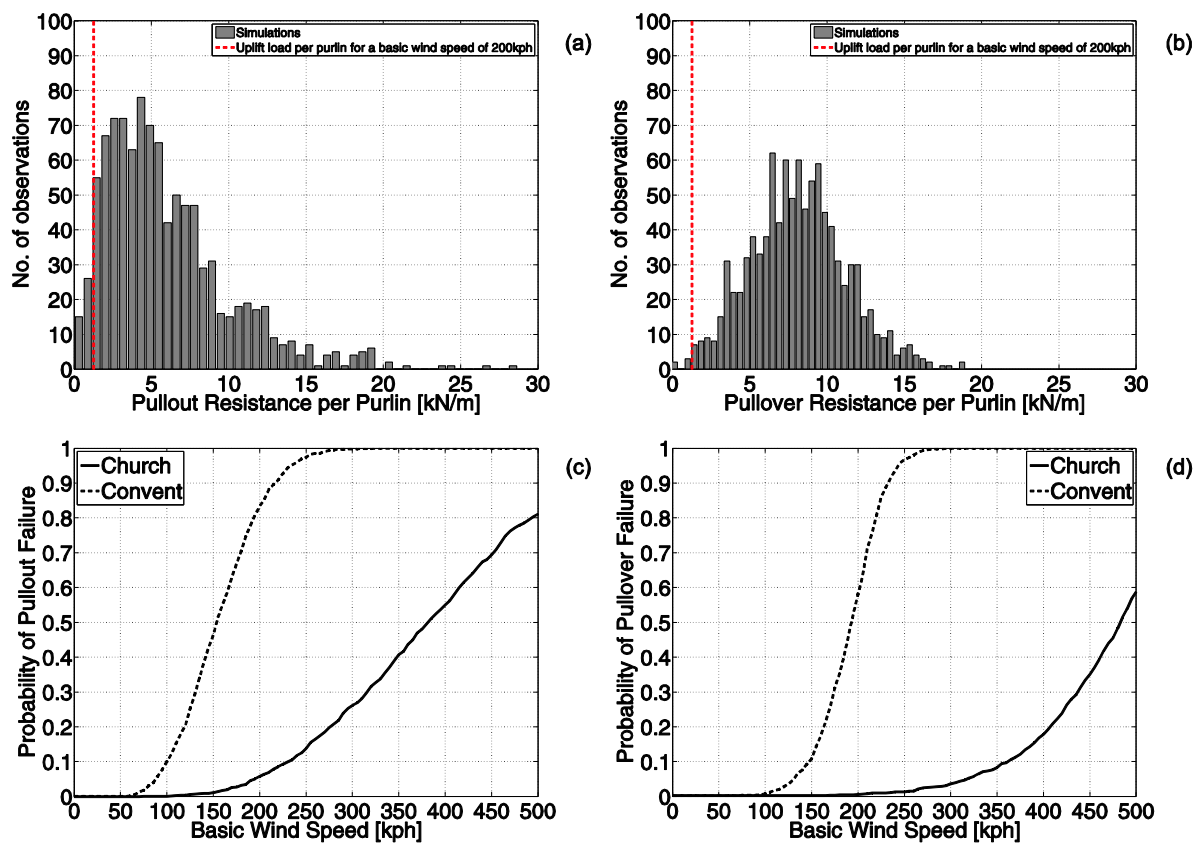 100
90
80
70
60
50
40
30
20
10
0
No. of observations
Simulations
Uplift load per purlin for a basic wind speed of 200kph
(a)
0 5 10 15 20 25 30
Pullout Resistance per Purlin [kN/m]
100
90
80
70
60
50
40
30
20
10
0
No. of observations
Simulations
Uplift load per purlin for a basic wind speed of 200kph
(b)
0 5 10 15 20 25 30
Pullover Resistance per Purlin [kN/m]
1
0.9
0.8
0.7
0.6
0.5
0.4
0.3
0.2
0.1
0
Probability of Pullout Failure
Church
Convent
(c)
0 50 100 150 200 250 300 350 400 450 500
Basic Wind Speed [kph]
1
0.9
0.8
0.7
0.6
0.5
0.4
0.3
0.2
0.1
0
Probability of Pullover Failure
Church
Convent
(d)
0 50 100 150 200 250 300 350 400 450 500
Basic Wind Speed [kph]